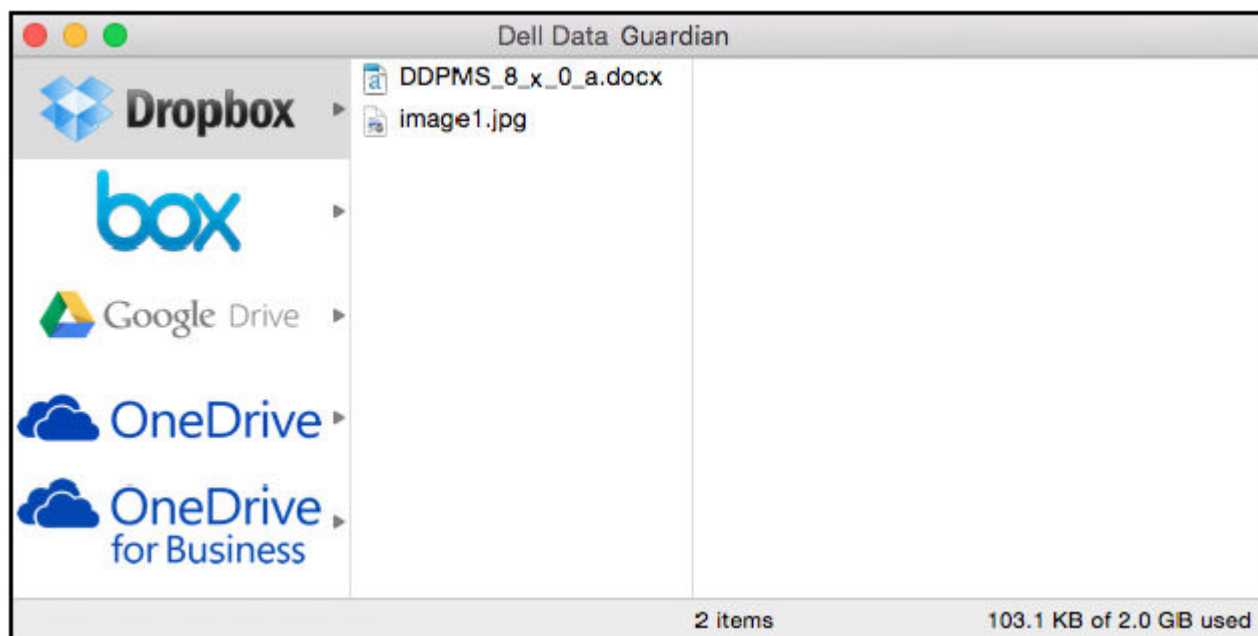 Dell Data Guardian
Dropbox
DDPMS_8_x_0_a.docx
image1.jpg
box
Google Drive
OneDrive
OneDrive
for Business
2 items
103.1 KB of 2.0 GB used